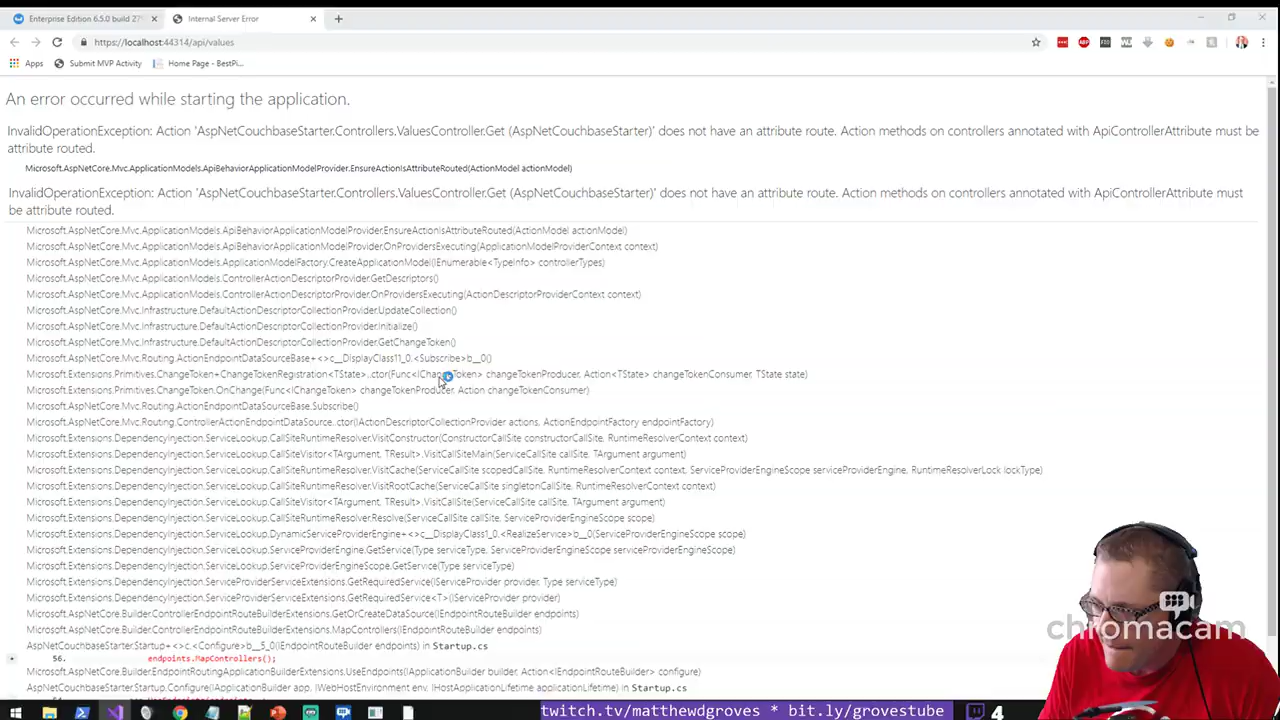 Enterprise Edition 6.5.0 build 27
Internal Server Error
https://localhost:44314/api/values
Apps
Submit MVP Activity
Home Page - BestPi...
An error occurred while starting the application.
InvalidOperationException: Action 'AspNetCouchbaseStarter.Controllers.ValuesController.Get (AspNetCouchbaseStarter)' does not have an attribute route. Action methods on controllers annotated with ApiControllerAttribute must be
attribute routed.
Microsoft.AspNetCore.Mvc.ApplicationModels.ApiBehaviorApplicationModelProvider.EnsureActionIsAttributeRouted(ActionModel actionModel)
InvalidOperationException: Action 'AspNetCouchbaseStarter.Controllers.ValuesController.Get (AspNetCouchbaseStarter)' does not have an attribute route. Action methods on controllers annotated with ApiControllerAttribute must
be attribute routed.
Microsoft.AspNetCore.Mvc.ApplicationModels.ApiBehaviorApplicationModelProvider.EnsureActionIsAttributeRouted(ActionModel actionModel)
Microsoft.AspNetCore.Mvc.ApplicationModels.ApiBehaviorApplicationModelProvider.OnProvidersExecuting(ApplicationModelProviderContext context)
Microsoft.AspNetCore.Mvc.ApplicationModels.ApplicationModelFactory.CreateApplicationModel(IEnumerable<TypeInfo> controllerTypes)
Microsoft.AspNetCore.Mvc.ApplicationModels.ControllerActionDescriptorProvider.GetDescriptors()
Microsoft.AspNetCore.Mvc.ApplicationModels.ControllerActionDescriptorProvider.OnProvidersExecuting(ActionDescriptorProviderContext context)
Microsoft.AspNetCore.Mvc.Infrastructure.DefaultActionDescriptorCollectionProvider.UpdateCollection()
Microsoft.AspNetCore.Mvc.Infrastructure.DefaultActionDescriptorCollectionProvider.Initialize()
Microsoft.AspNetCore.Mvc.Infrastructure.DefaultActionDescriptorCollectionProvider.GetChangeToken()
Microsoft.AspNetCore.Mvc.Routing.ActionEndpointDataSourceBase+<>c__DisplayClass11_0.<Subscribe>b__0()
Microsoft.Extensions.Primitives.ChangeToken+ChangeTokenRegistration<TState>..ctor(Func<IChangeToken> changeTokenProducer, Action<TState> changeTokenConsumer, TState state)
Microsoft.Extensions.Primitives.ChangeToken.OnChange(Func<IChangeToken> changeTokenProducer, Action changeTokenConsumer)
Microsoft.AspNetCore.Mvc.Routing.ActionEndpointDataSourceBase.Subscribe()
Microsoft.AspNetCore.Mvc.Routing.ControllerActionEndpointDataSource..ctor(IActionDescriptorCollectionProvider actions, ActionEndpointFactory endpointFactory)
Microsoft.Extensions.DependencyInjection.ServiceLookup.CallSiteRuntimeResolver.VisitConstructor(ConstructorCallSite constructorCallSite, RuntimeResolverContext context)
Microsoft.Extensions.DependencyInjection.ServiceLookup.CallSiteVisitor<TArgument, TResult>.VisitCallSiteMain(ServiceCallSite callSite, TArgument argument)
Microsoft.Extensions.DependencyInjection.ServiceLookup.CallSiteRuntimeResolver.VisitCache(ServiceCallSite scopedCallSite, RuntimeResolverContext context, ServiceProviderEngineScope serviceProviderEngine, RuntimeResolverLock lockType)
Microsoft.Extensions.DependencyInjection.ServiceLookup.CallSiteRuntimeResolver.VisitRootCache(ServiceCallSite singletonCallSite, RuntimeResolverContext context)
Microsoft.Extensions.DependencyInjection.ServiceLookup.CallSiteVisitor<TArgument, TResult>.VisitCallSite(ServiceCallSite callSite, TArgument argument)
Microsoft.Extensions.DependencyInjection.ServiceLookup.CallSiteRuntimeResolver.Resolve(ServiceCallSite callSite, ServiceProviderEngineScope scope)
Microsoft.Extensions.DependencyInjection.ServiceLookup.DynamicServiceProviderEngine+<>c__DisplayClass1_0.<RealizeService>b__0(ServiceProviderEngineScope scope)
Microsoft.Extensions.DependencyInjection.ServiceLookup.ServiceProviderEngine.GetService(Type serviceType, ServiceProviderEngineScope serviceProviderEngineScope)
Microsoft.Extensions.DependencyInjection.ServiceLookup.ServiceProviderEngineScope.GetService(Type serviceType)
Microsoft.Extensions.DependencyInjection.ServiceProviderServiceExtensions.GetRequiredService(IServiceProvider provider, Type serviceType)
Microsoft.Extensions.DependencyInjection.ServiceProviderServiceExtensions.GetRequiredService<T>(IServiceProvider provider)
Microsoft.AspNetCore.Builder.ControllerEndpointRouteBuilderExtensions.GetOrCreateDataSource(IEndpointRouteBuilder endpoints)
Microsoft.AspNetCore.Builder.ControllerEndpointRouteBuilderExtensions.MapControllers(IEndpointRouteBuilder endpoints)
AspNetCouchbaseStarter.Startup+<>c.<Configure>b__5_0(IEndpointRouteBuilder endpoints) in Startup.cs
56. endpoints.MapControllers();
Microsoft.AspNetCore.Builder.EndpointRoutingApplicationBuilderExtensions.UseEndpoints(IApplicationBuilder builder, Action<IEndpointRouteBuilder> configure)
AspNetCouchbaseStarter.Startup.Configure(IApplicationBuilder app, IWebHostEnvironment env, IHostApplicationLifetime applicationLifetime) in Startup.cs
chromacam
twitch.tv/matthewdgroves * bit.ly/grovestube
4